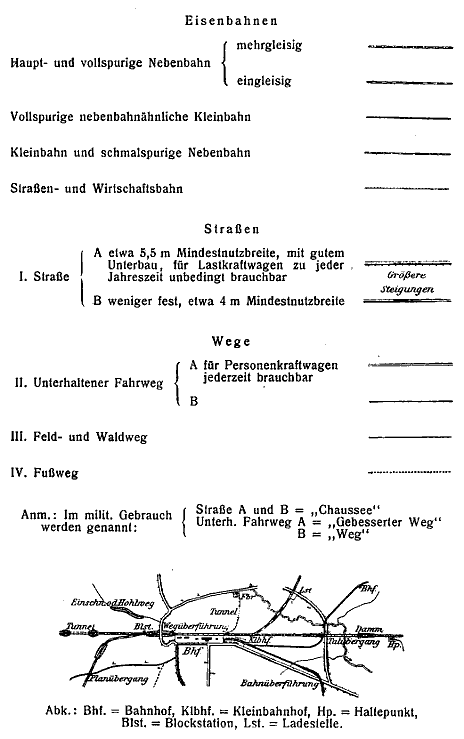 Eisenbahnen
mehrgleisig
Haupt- und vollspurige Nebenbahn
eingleisig
Vollspurige nebenbahnähnliche Kleinbahn
Kleinbahn und schmalspurige Nebenbahn
Straßen- und Wirtschaftsbahn
Straßen
A etwa 5,5 m Mindestnutzbreite, mit gutem
Unterbau, für Lastkraftwagen zu jeder
I. Straße
Jahreszeit unbedingt brauchbar
Größere
Steigungen
B weniger fest, etwa 4 m Mindestnutzbreite
Wege
A für Personenkraftwagen
jederzeit brauchbar
II. Unterhaltener Fahrweg
B
III. Feld- und Waldweg
IV. Fußweg
Anm.: Im milit. Gebrauch
werden genannt:
Straße A und B = „Chaussee“
Unterh. Fahrweg A = „Gebesserter Weg“
B = „Weg“
Lst
Bhf.
Einschn.od.Hohlweg
Tunnel
Tunnel
Blst.
Wegüberführung
Klbhf.
Damm
Talübergang
Hp.
Bhf
Planübergang
Bahnüberführung
Abk.: Bhf. = Bahnhof, Klbhf. = Kleinbahnhof, Hp. = Haltepunkt,
Blst. = Blockstation, Lst. = Ladestelle.